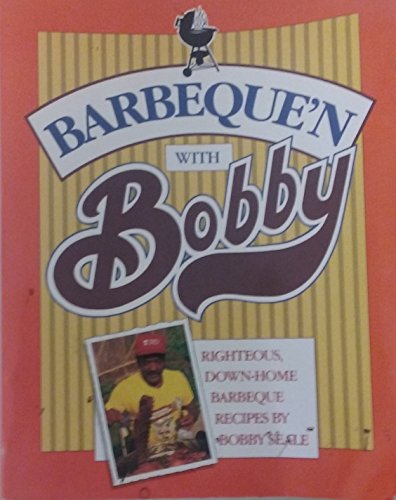 BARBEQUE'N
WITH
Bobby
RIGHTEOUS,
DOWN-HOME
BARBEQUE
RECIPES BY
BOBBY SEALE